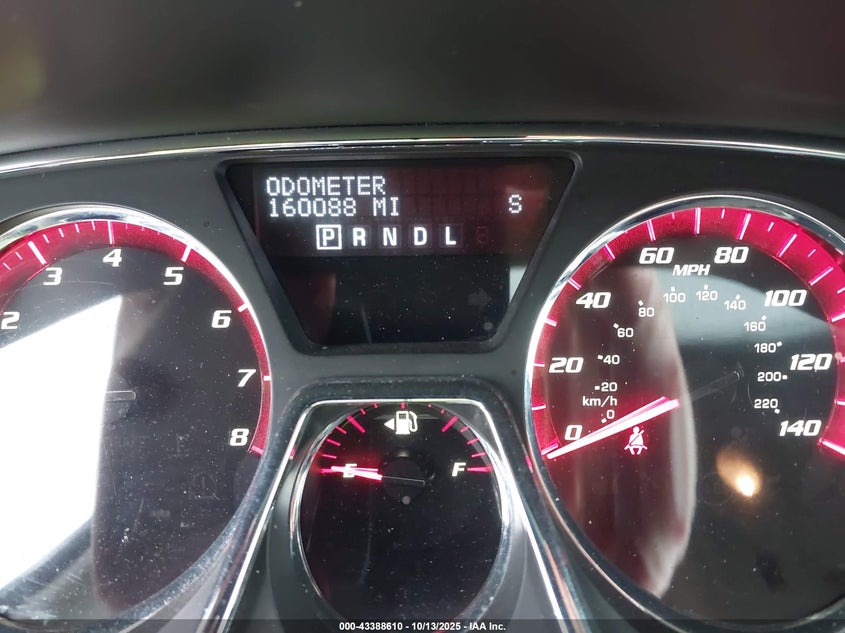 ODOMETER
160088 MI S
P R N D L
2 3 4 5 6 7 8
E F
0 20 40 60 80 100 120 140
MPH
0 20 40 60 80 100 120 140 160 180 200 220
km/h
000-43388610 - 10/13/2025 - IAA Inc.